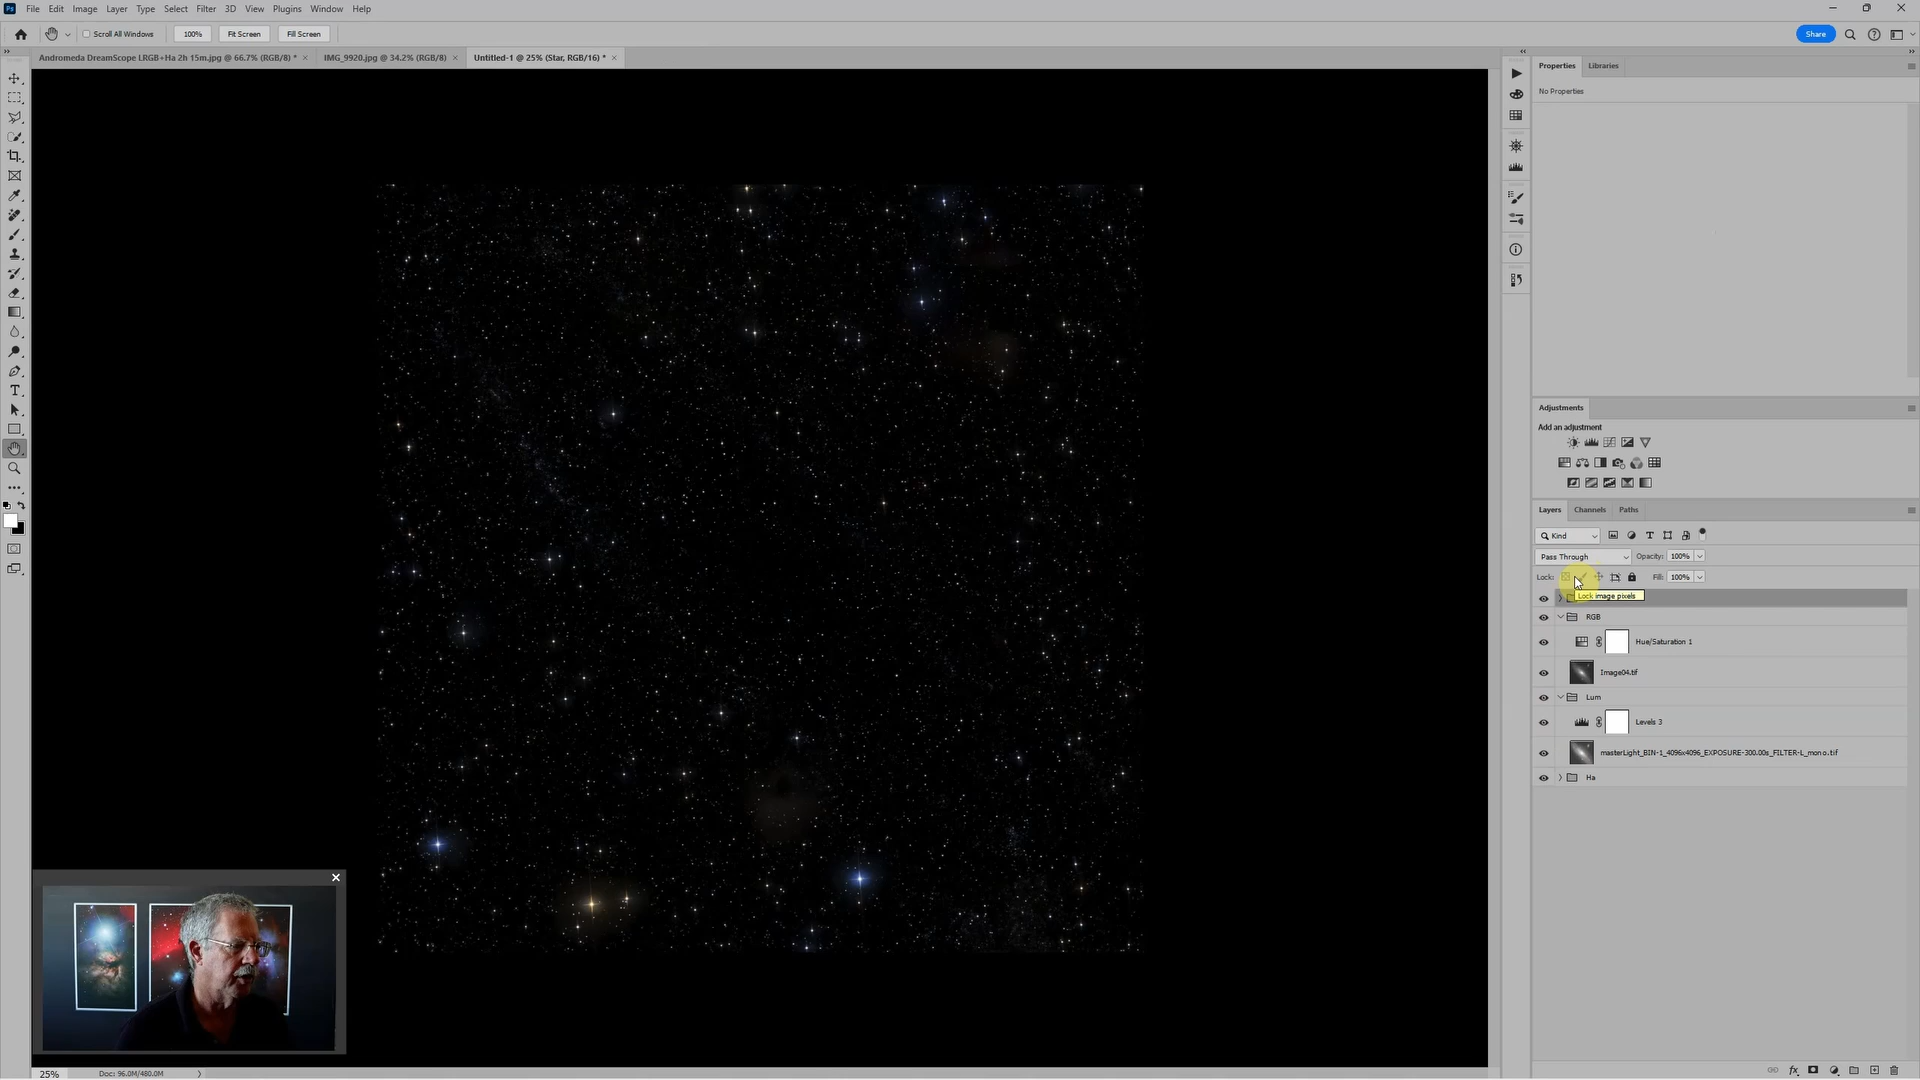 Ps File Edit Image Layer Type Select Filter 3D View Plugins Window Help
Scroll All Windows 100% Fit Screen Fill Screen Share
Andromeda DreamScope LRGB+Ha 2h 15m.jpg @ 66.7% (RGB/8) * × IMG_9920.jpg @ 34.2% (RGB/8) × Untitled-1 @ 25% (Star, RGB/16) * ×
Properties Libraries
No Properties
Adjustments
Add an adjustment
Layers Channels Paths
Kind
Pass Through Opacity: 100%
Lock: Fill: 100%
Lock image pixels
RGB
Hue/Saturation 1
Image04.tif
Lum
Levels 3
masterLight_BIN-1_4096x4096_EXPOSURE-300.00s_FILTER-L_mono.tif
Ha
25% Doc: 96.0M/480.0M